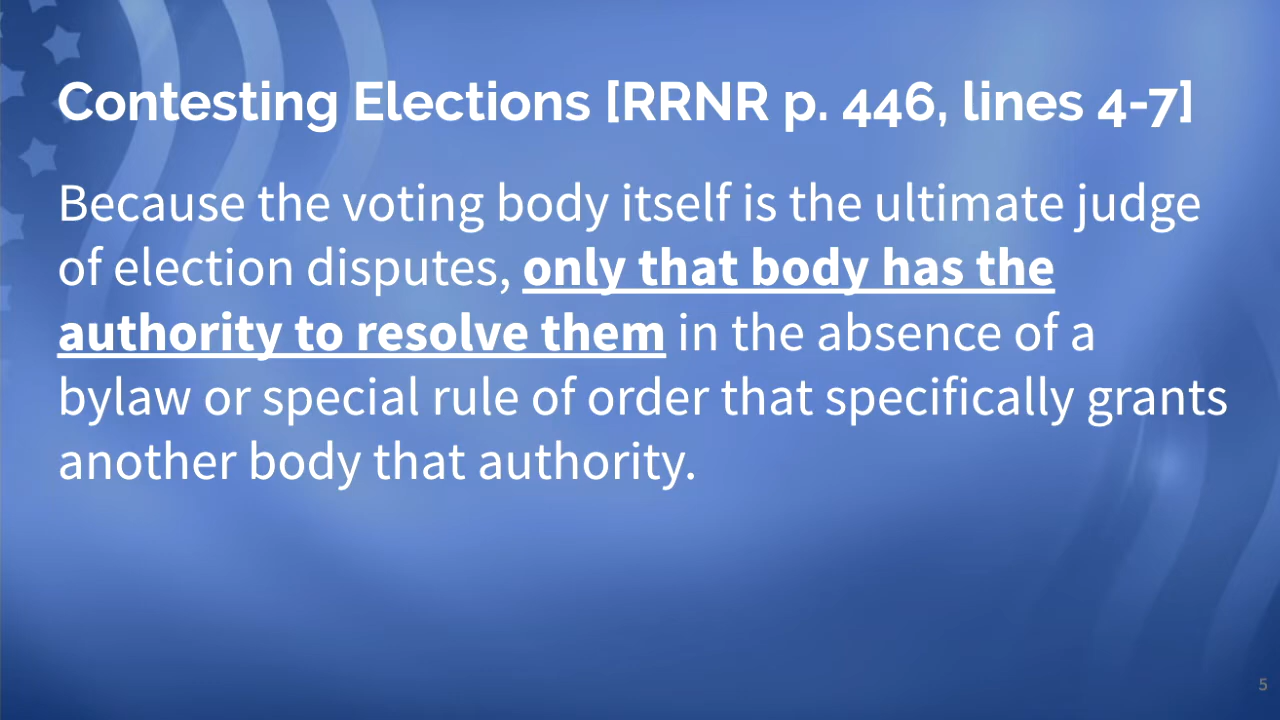 Contesting Elections [RRNR p. 446, lines 4-7]
Because the voting body itself is the ultimate judge
of election disputes, only that body has the
authority to resolve them in the absence of a
bylaw or special rule of order that specifically grants
another body that authority.
5